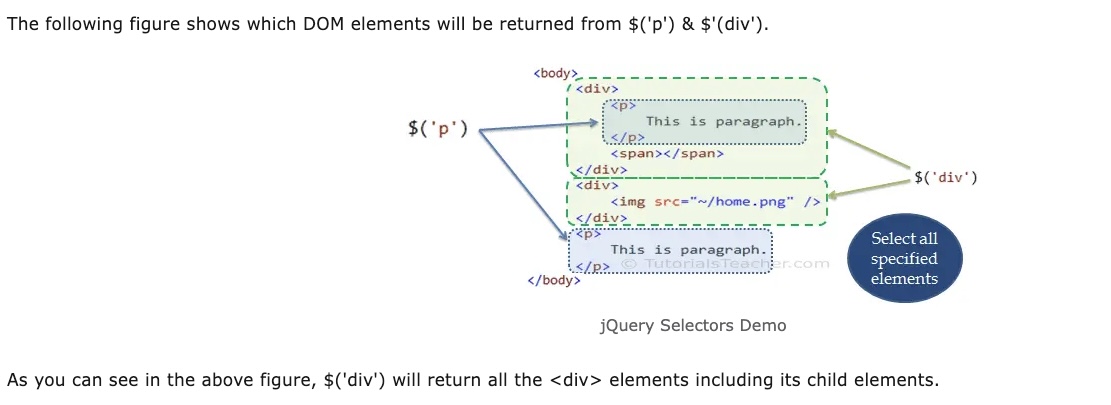 The following figure shows which DOM elements will be returned from $('p') & $'(div').
<body>
<div>
<p>
$('p')
This is paragraph.
</p>
<span></span>
</div>
$('div')
<div>
<img src="~/home.png" />
</div>
<p>
Select all
specified
elements
This is paragraph.
</p>
© TutorialsTeacher.com
</body>
jQuery Selectors Demo
As you can see in the above figure, $('div') will return all the <div> elements including its child elements.